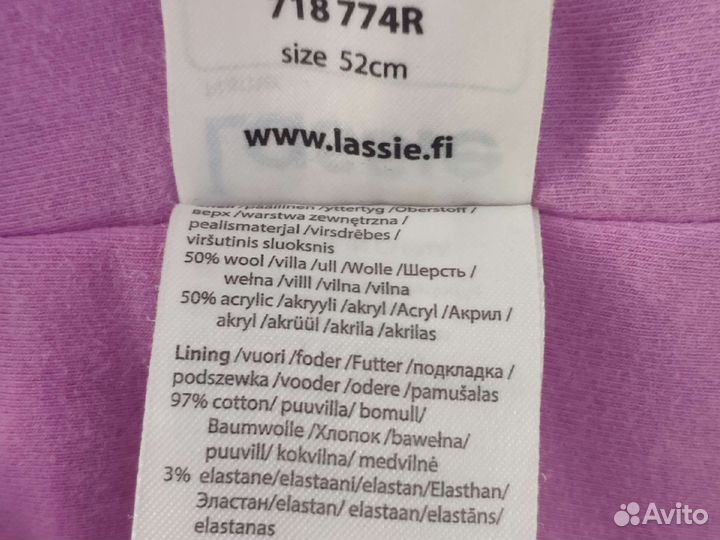 718 774R
size 52cm
www.lassie.fi
/päällinen /yttertyg /Oberstoff /
верх /warstwa zewnętrzna /
pealismaterjal /virsdrēbes /
viršutinis sluoksnis
50% wool /villa /ull /Wolle /Шерсть /
wełna /villl /vilna /vilna
50% acrylic /akryyli /akryl /Acryl /Акрил /
akryl /akrüül /akrila /akrilas
Lining /vuori /foder /Futter /подкладка /
podszewka /vooder /odere /pamušalas
97% cotton/ puuvilla/ bomull/
Baumwolle /Хлопок /bawełna/
puuvill/ kokvilna/ medvilnė
3% elastane/elastaani/elastan/Elasthan/
Эластан/elastan/ elastaan/elastāns/
elastanas
Avito